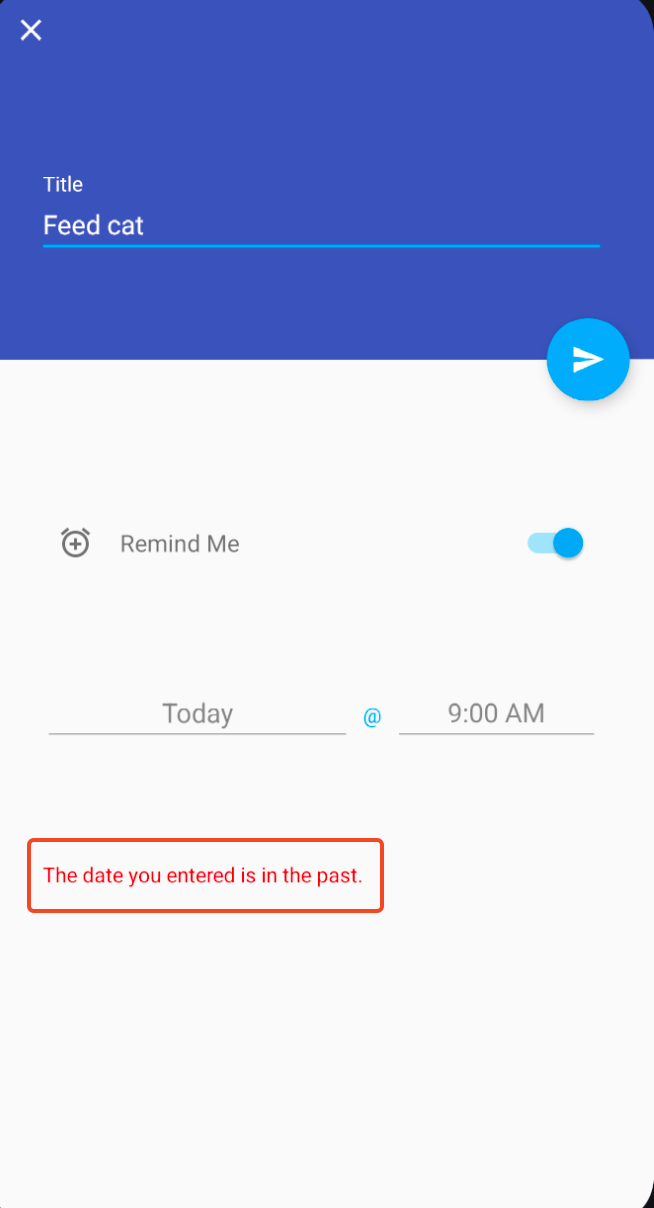 Title
Feed cat
Remind Me
Today @ 9:00 AM
The date you entered is in the past.